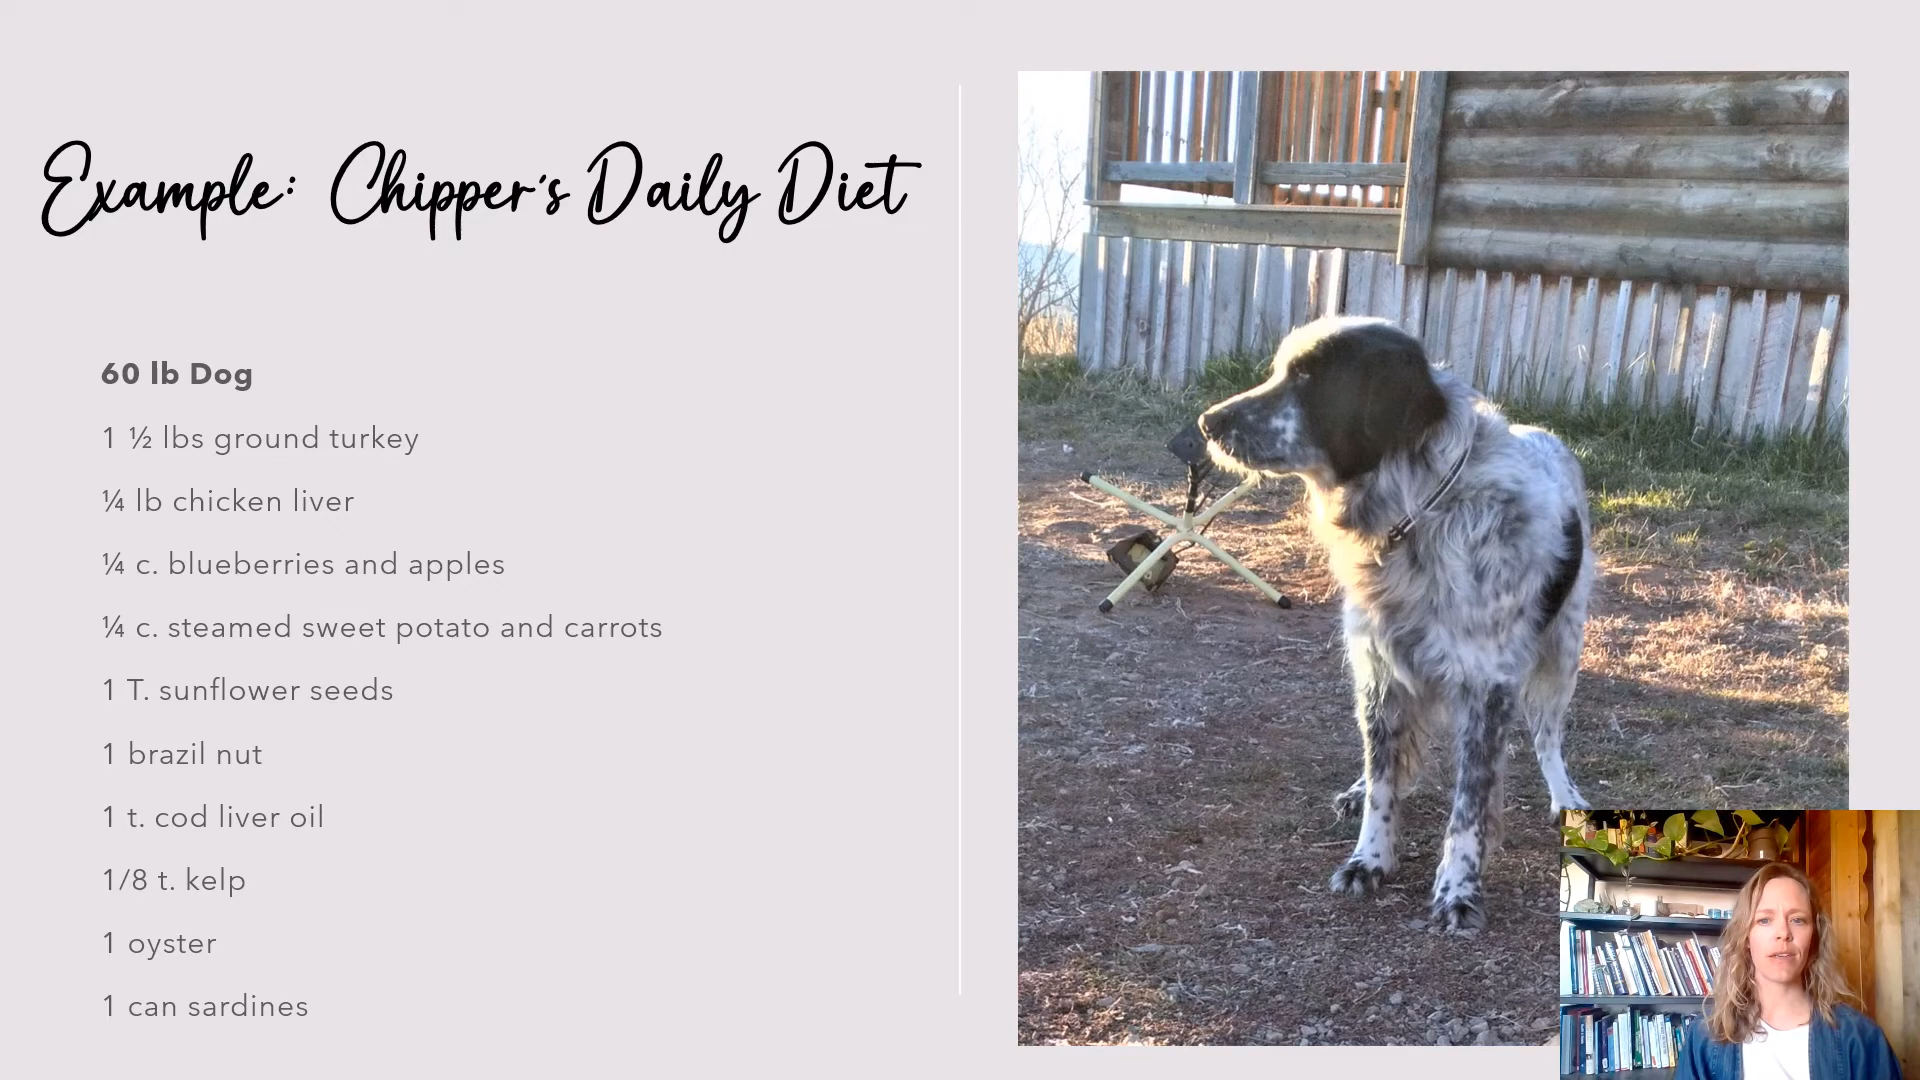 Example: Chipper's Daily Diet
60 lb Dog
1 ½ lbs ground turkey
¼ lb chicken liver
¼ c. blueberries and apples
¼ c. steamed sweet potato and carrots
1 T. sunflower seeds
1 brazil nut
1 t. cod liver oil
1/8 t. kelp
1 oyster
1 can sardines